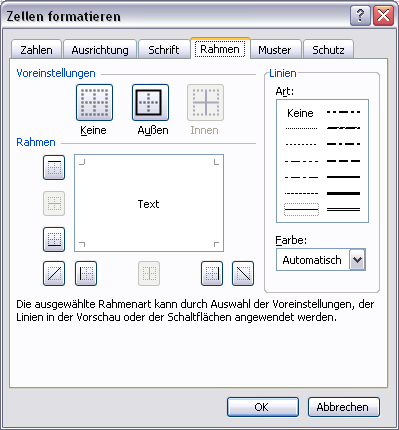 Zellen formatieren
Zahlen Ausrichtung Schrift Rahmen Muster Schutz
Voreinstellungen
Keine Außen Innen
Rahmen
Text
Linien
Art:
Keine
Farbe:
Automatisch
Die ausgewählte Rahmenart kann durch Auswahl der Voreinstellungen, der
Linien in der Vorschau oder der Schaltflächen angewendet werden.
OK Abbrechen